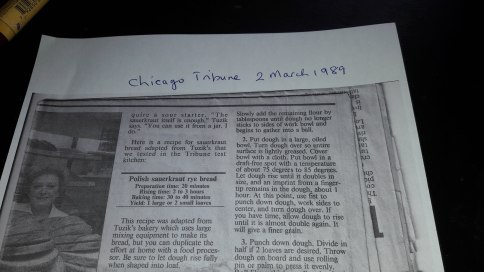 Chicago Tribune 2 March 1989
quire a sour starter. "The
sauerkraut itself is enough," Tuzik
says. "You can use it from a jar. I
do."
Here is a recipe for sauerkraut
bread adapted from Tuzik's that
we tested in the Tribune test
kitchen:
Polish sauerkraut rye bread
Preparation time: 20 minutes
Rising time: 2 to 3 hours
Baking time: 30 to 40 minutes
Yield: 1 large or 2 small loaves
This recipe was adapted from
Tuzik's bakery which uses large
mixing equipment to make its
bread, but you can duplicate the
effort at home with a food proces-
sor. Be sure to let dough rise fully
when shaped into loaf.
Slowly add the remaining flour by
tablespoons until dough no longer
sticks to sides of work bowl and
begins to gather into a ball.
2. Put dough in a large, oiled
bowl. Turn dough over so entire
surface is lightly greased. Cover
bowl with a cloth. Put bowl in a
draft-free spot with a temperature
of about 75 degrees to 85 degrees.
Let dough rise until it doubles in
size, and an imprint from a finger-
tip remains in the dough, about 1
hour. At this point, use fist to
punch down dough, work sides to
center, and turn dough over. If
you have time, allow dough to rise
until it is almost double again. It
will give a finer grain.
3. Punch down dough. Divide in
half if 2 loaves are desired. Throw
dough on board and use rolling
pin or palm to press it evenly.